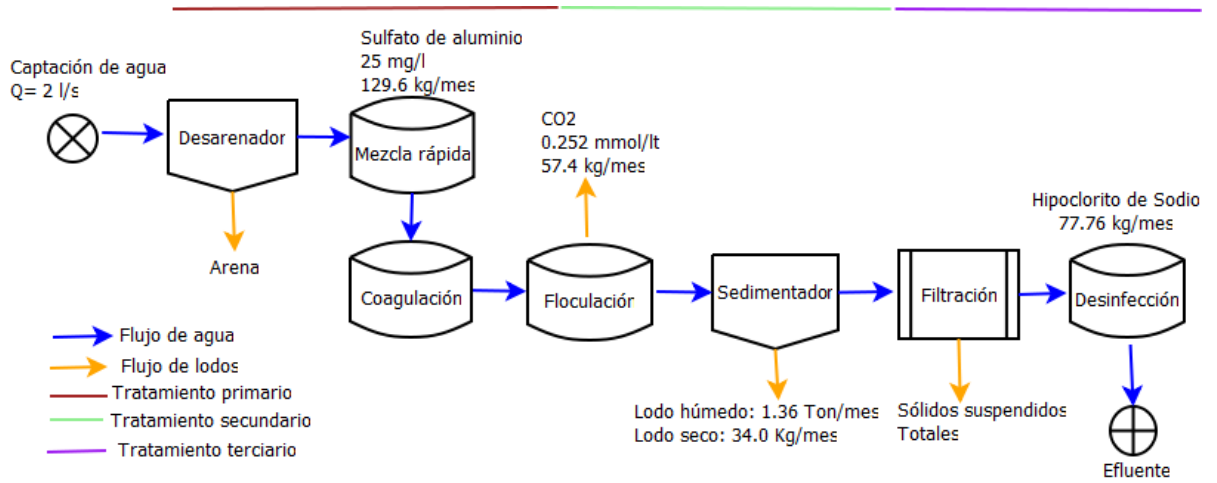 Captación de agua
Q= 2 l/s
Desarenador
Arena
Sulfato de aluminio
25 mg/l
129.6 kg/mes
Mezcla rápida
Coagulación
CO2
0.252 mmol/lt
57.4 kg/mes
Floculaciór
Sedimentador
Lodo húmedo: 1.36 Ton/mes
Lodo seco: 34.0 Kg/mes
Filtración
Sólidos suspendidos
Totales
Hipoclorito de Sodio
77.76 kg/mes
Desinfección
Efluente
Flujo de agua
Flujo de lodos
Tratamiento primario
Tratamiento secundario
Tratamiento terciario